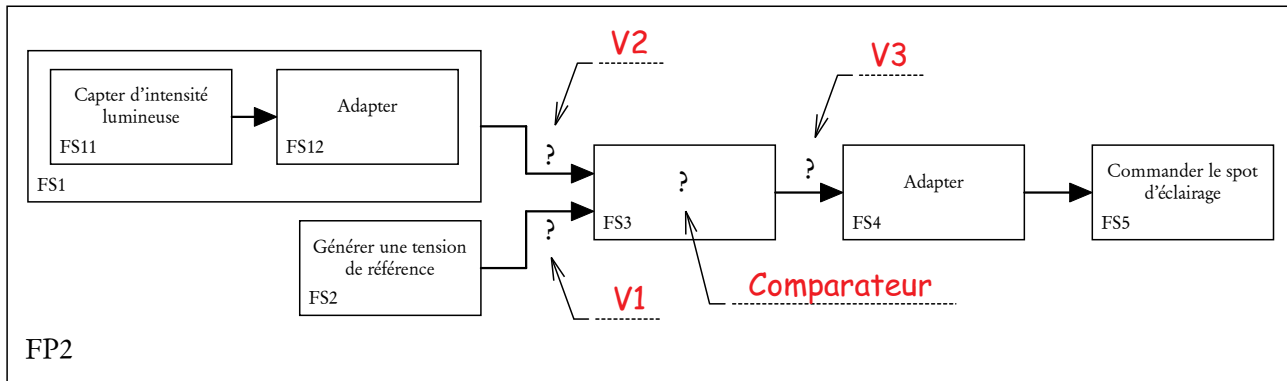 V2
V3
Capter d'intensité
lumineuse
FS11
Adapter
FS12
FS1
?
?
?
FS3
Adapter
FS4
Commander le spot
d'éclairage
FS5
Générer une tension
de référence
FS2
?
V1
Comparateur
FP2